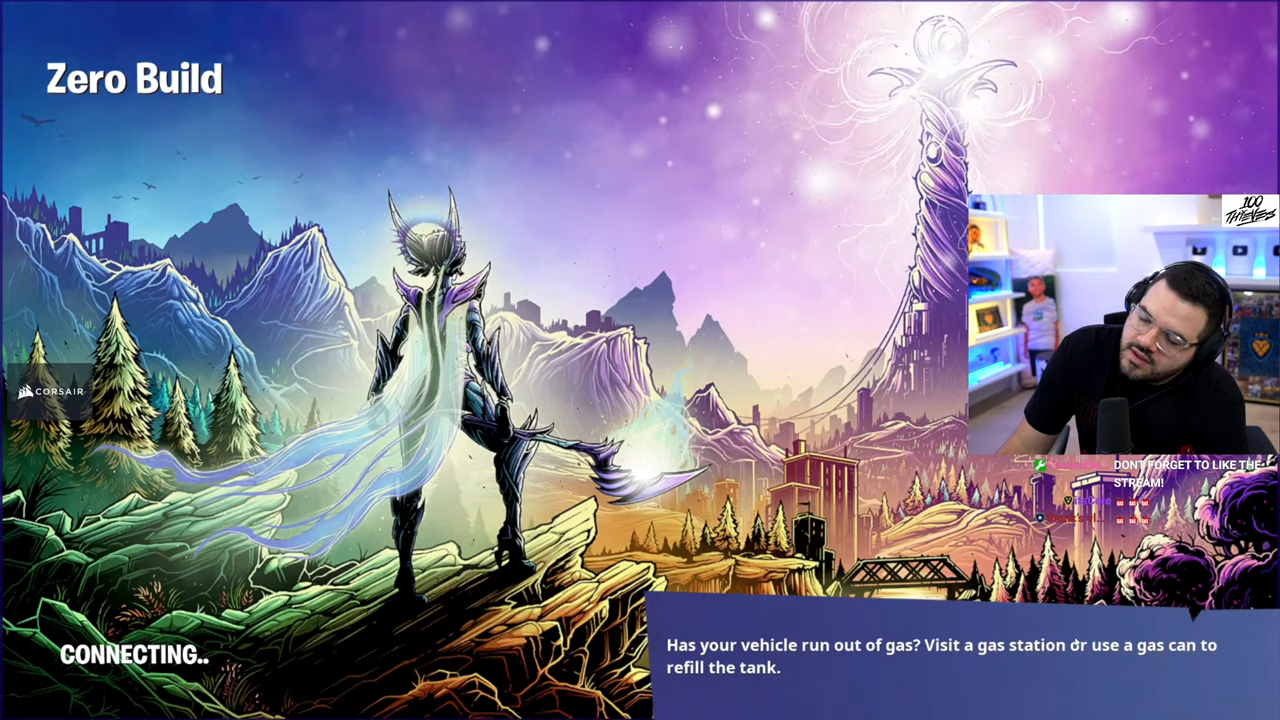 Zero Build
100
THIEVES
CORSAIR
DONT FORGET TO LIKE THE
STREAM!
CONNECTING..
Has your vehicle run out of gas? Visit a gas station or use a gas can to
refill the tank.